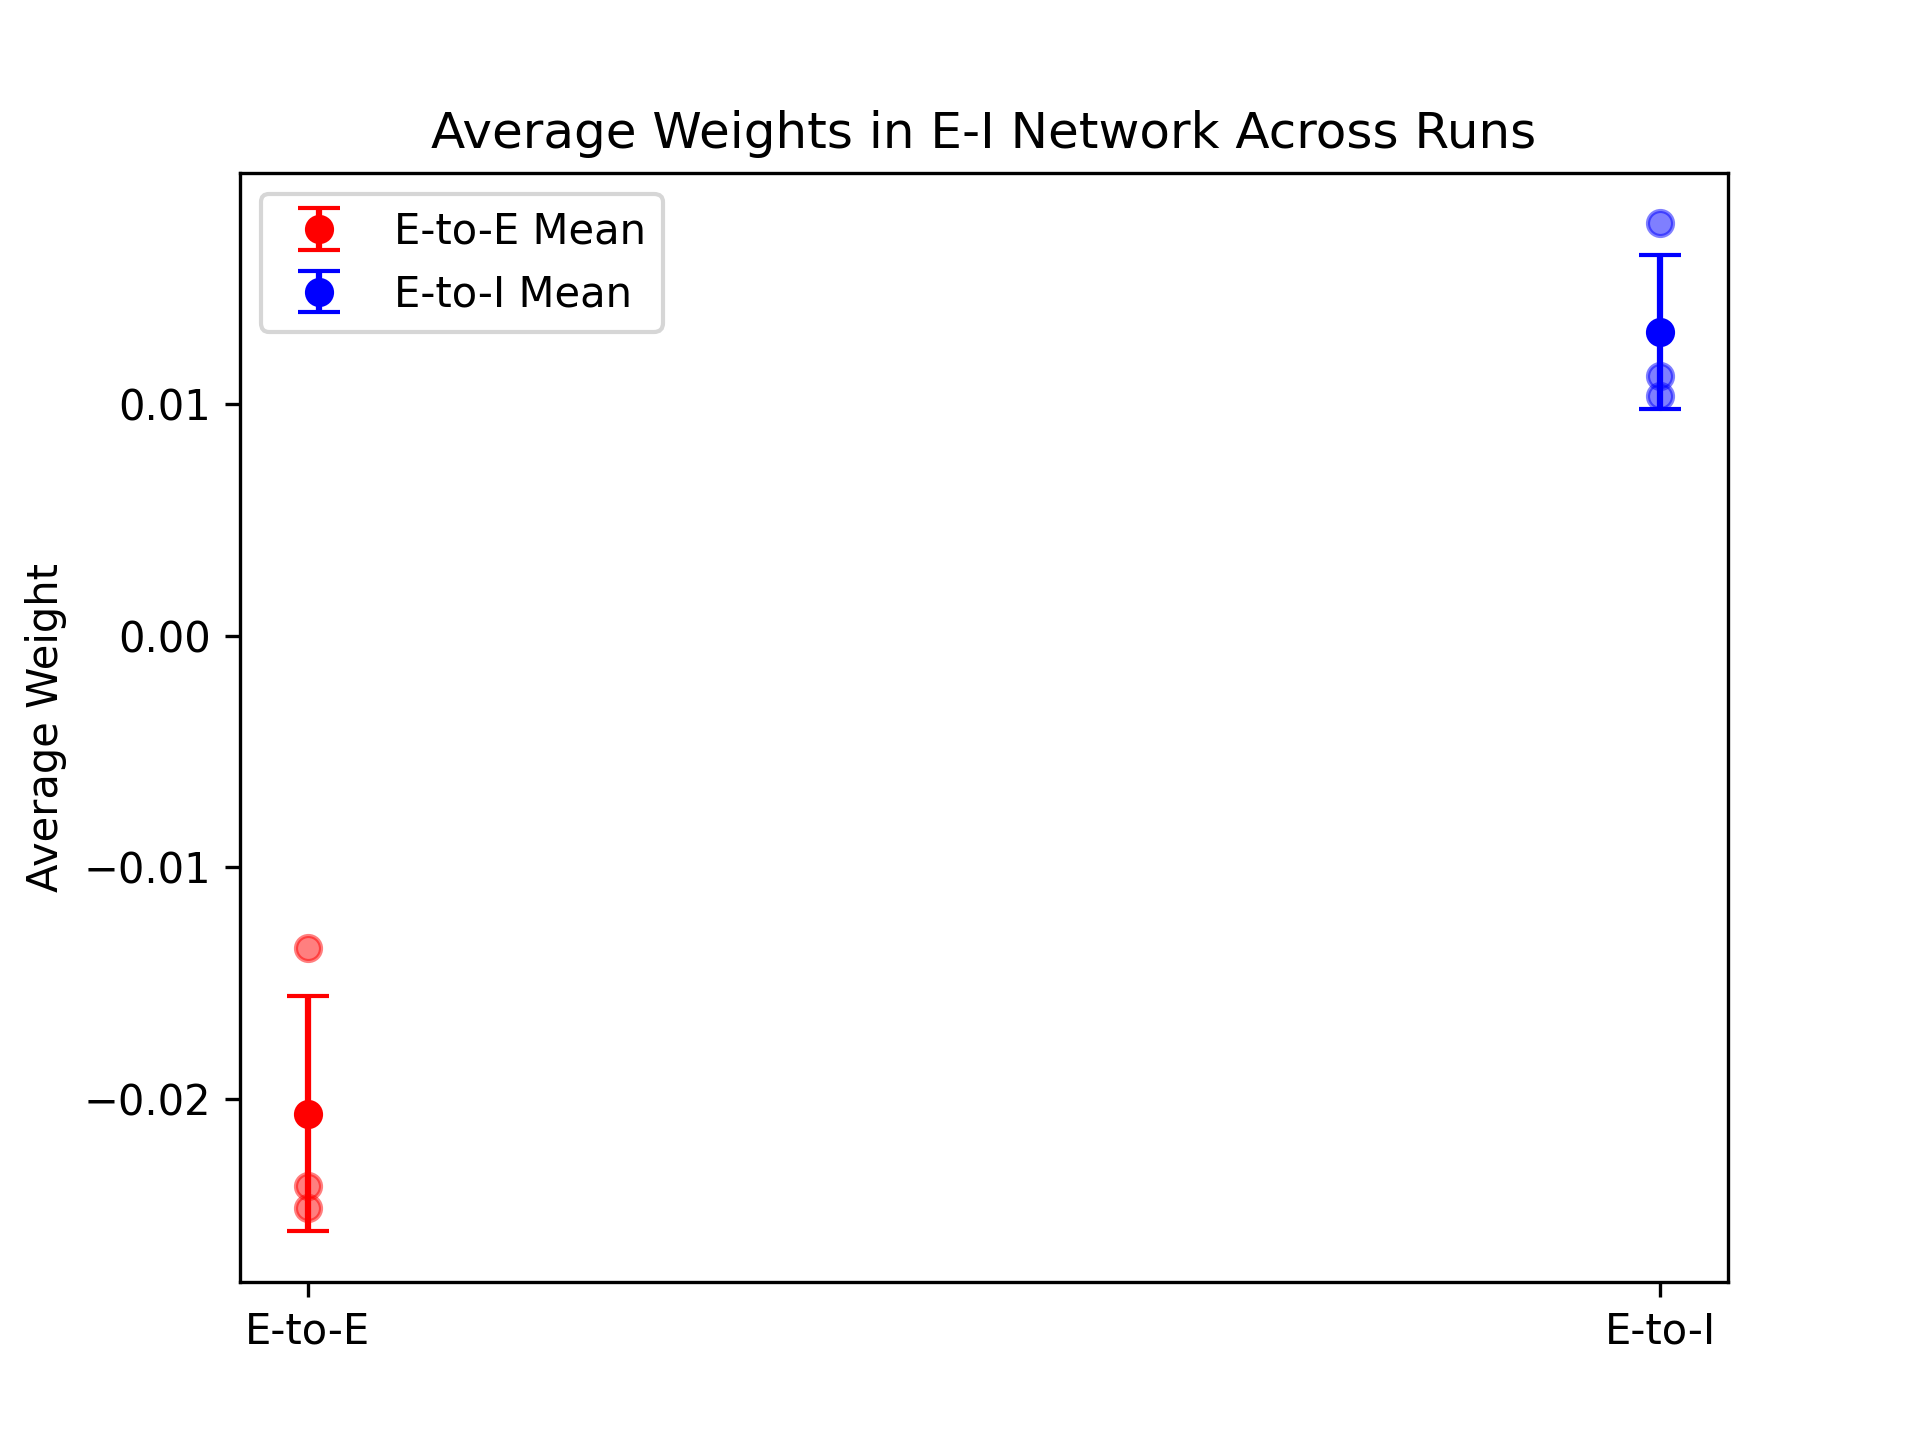 Average Weights in E-I Network Across Runs
E-to-E Mean
E-to-I Mean
Average Weight
0.01
0.00
−0.01
−0.02
E-to-E
E-to-I